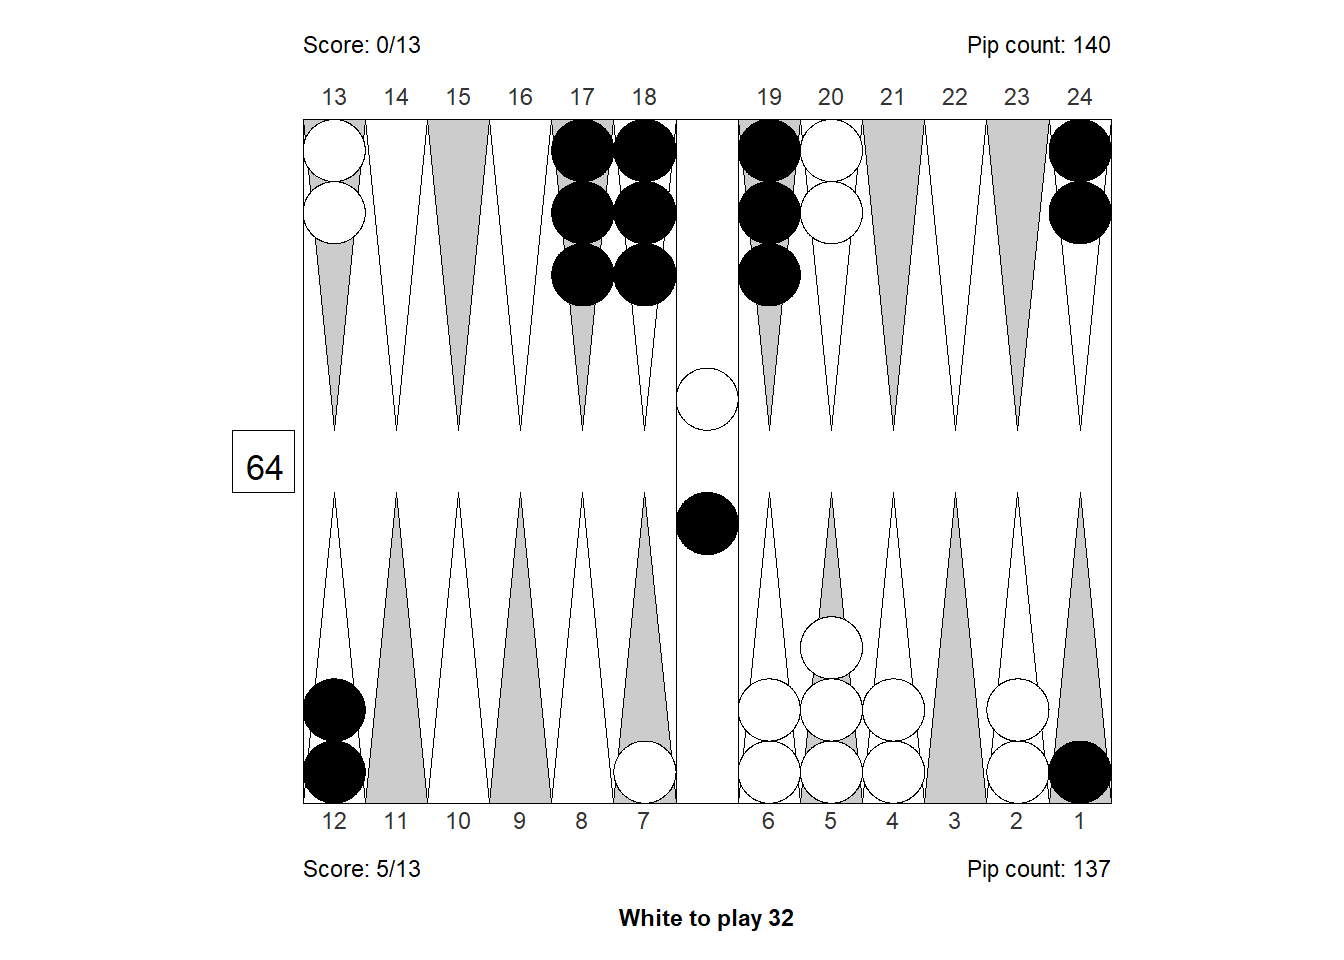 Score: 0/13 Pip count: 140
13 14 15 16 17 18 19 20 21 22 23 24
64
12 11 10 9 8 7 6 5 4 3 2 1
Score: 5/13 Pip count: 137
White to play 32